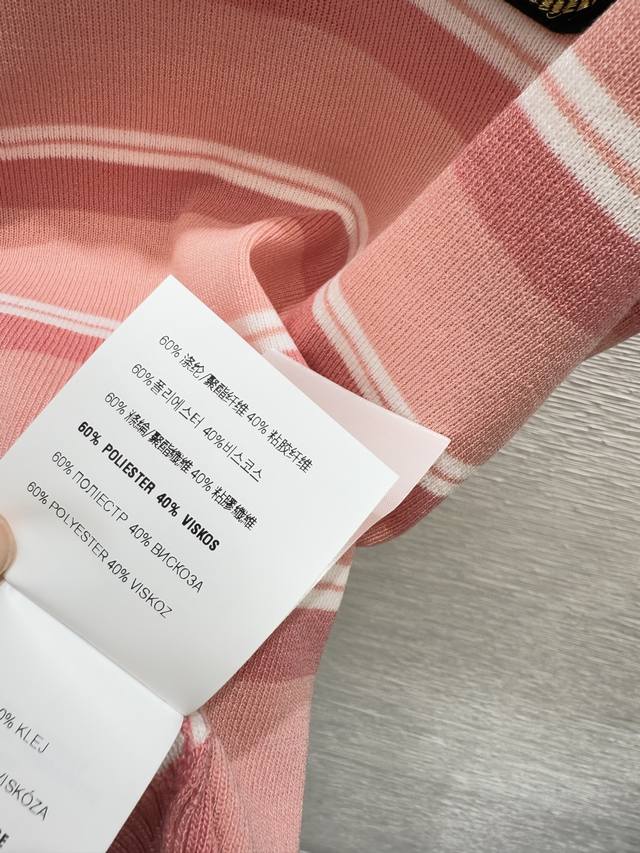 60% 涤纶/聚酯纤维 40% 粘胶纤维
60% 폴리에스터 40% 비스코스
60% 滌綸/聚酯纖維 40% 粘膠纖維
60% POLIESTER 40% VISKOS
60% ПОЛІЕСТР 40% ВИСКОЗА
60% POLYESTER 40% VISKOZ
0% KLEJ
VISKÓZA